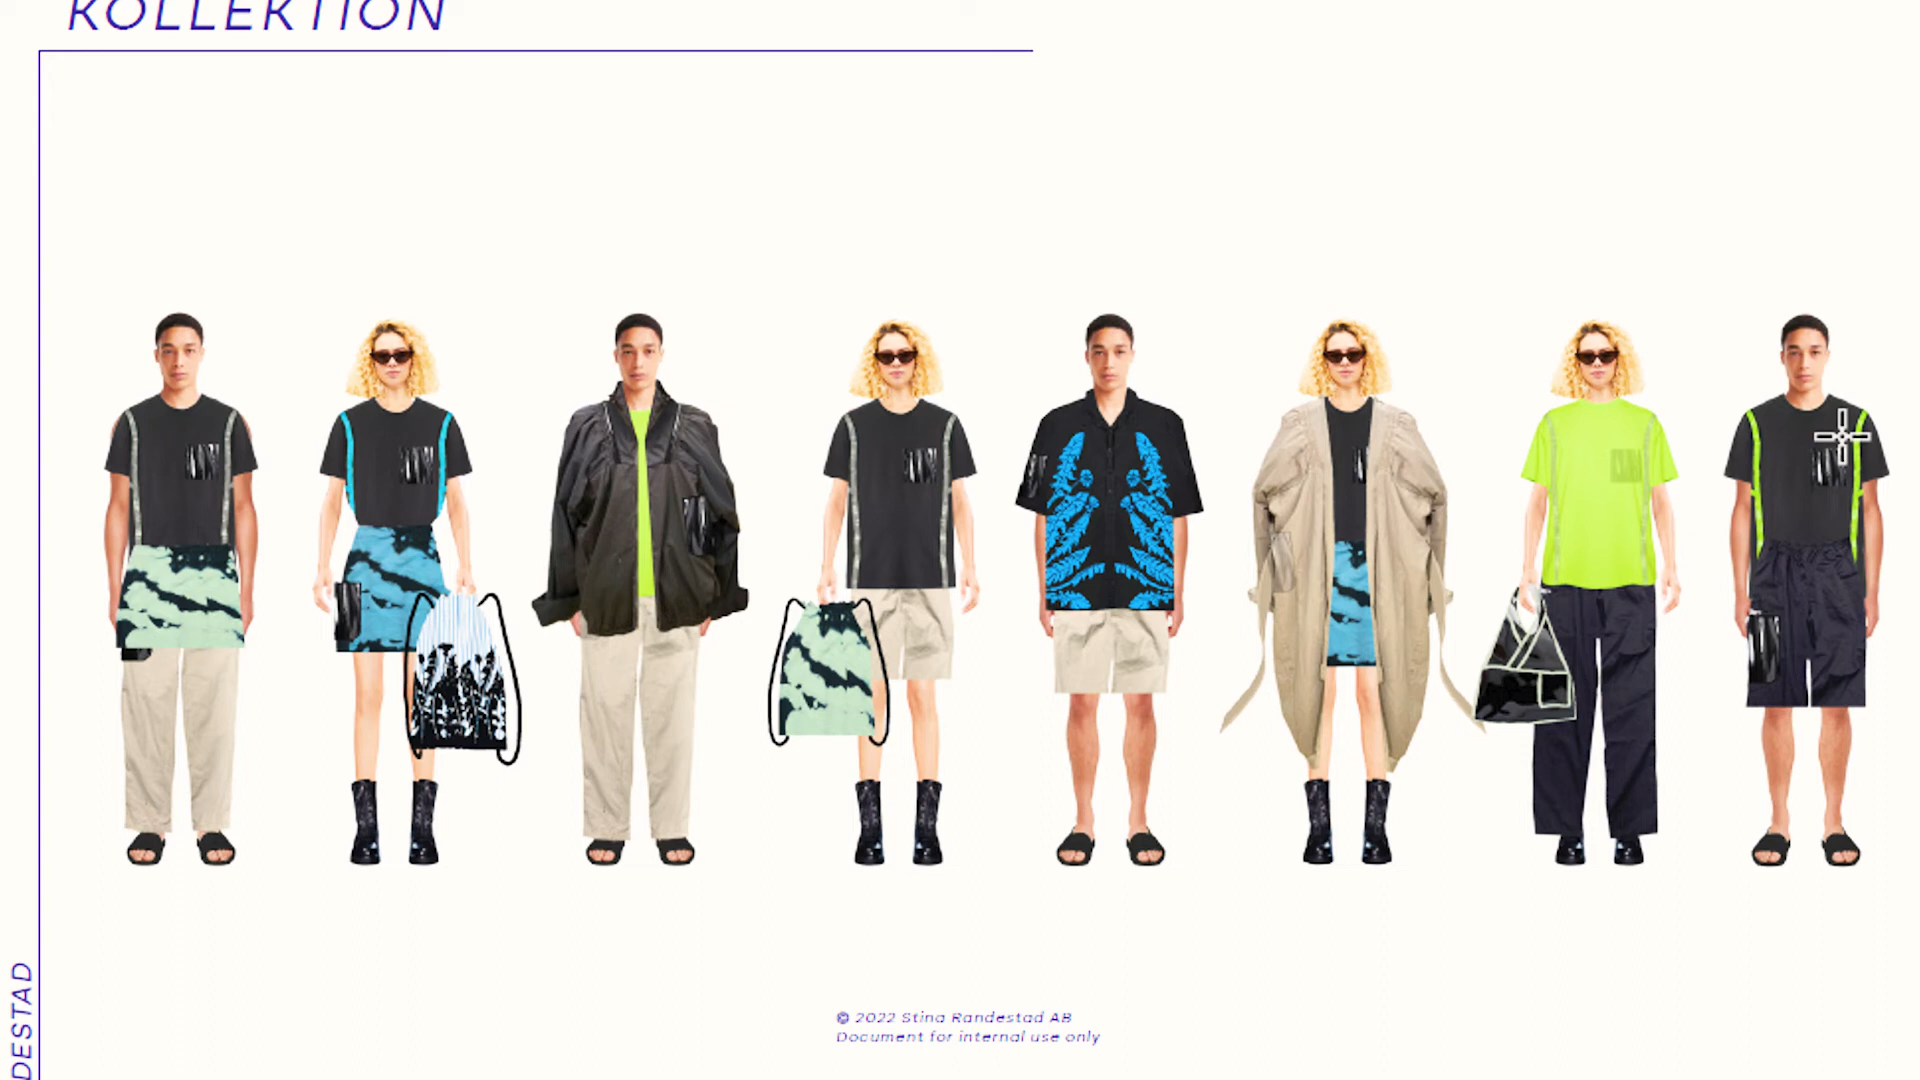 KOLLEKTION
DESTAD
© 2022 Stina Randestad AB
Document for internal use only